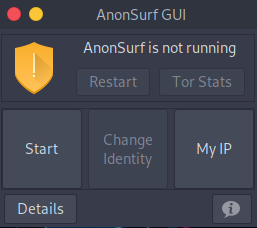 AnonSurf GUI
AnonSurf is not running
Restart
Tor Stats
Start
Change
Identity
My IP
Details